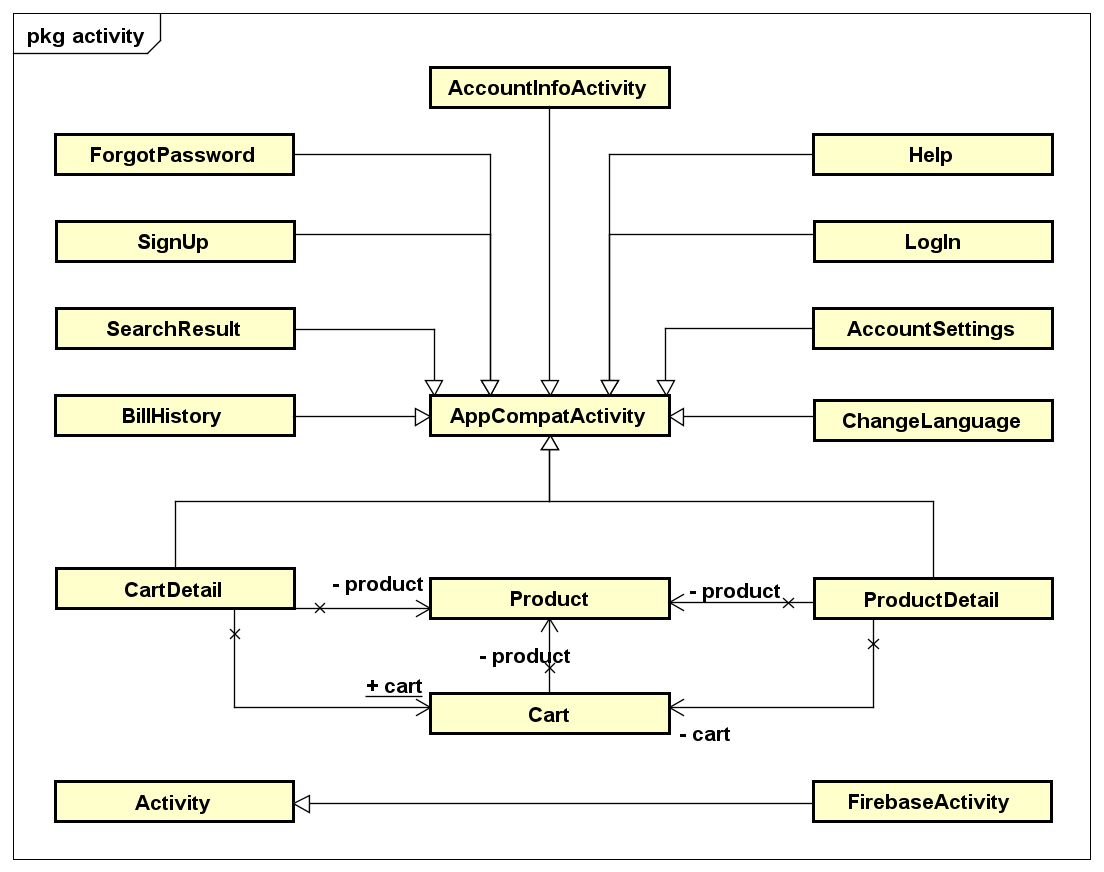 pkg activity
AccountInfoActivity
ForgotPassword
Help
SignUp
LogIn
SearchResult
AccountSettings
BillHistory
AppCompatActivity
ChangeLanguage
CartDetail
- product
Product
- product
ProductDetail
- product
+ cart
Cart
- cart
Activity
FirebaseActivity